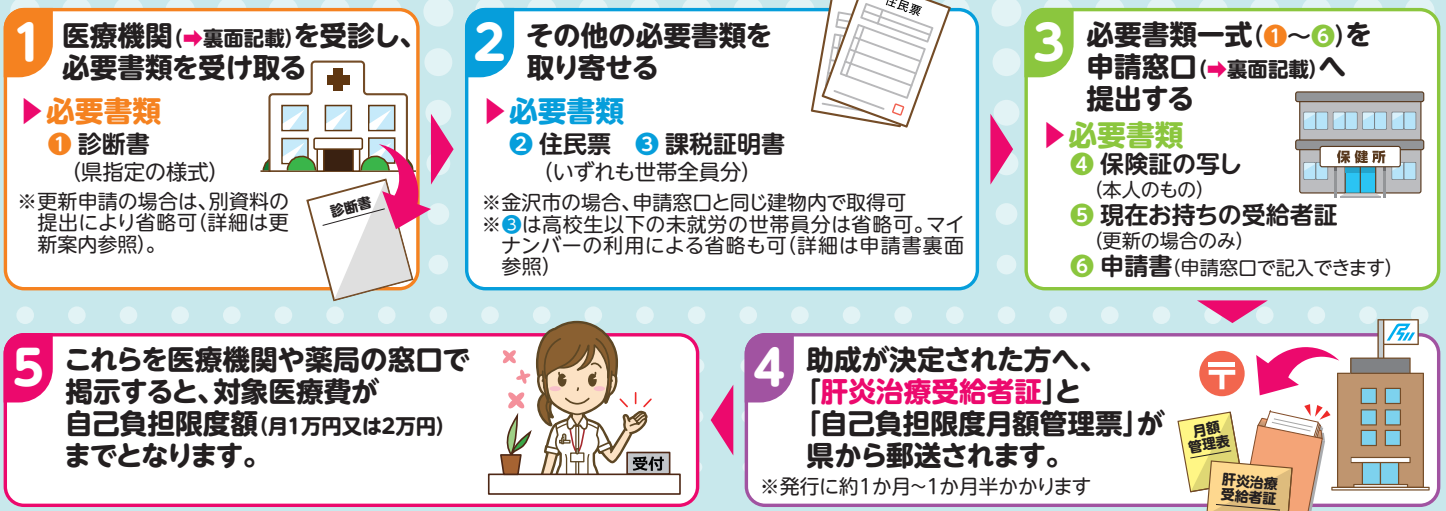 1
医療機関(➡裏面記載)を受診し、
必要書類を受け取る
▶必要書類
❶ 診断書
(県指定の様式)
※更新申請の場合は、別資料の
提出により省略可(詳細は更
新案内参照)。
診断書
2
その他の必要書類を
取り寄せる
住民票
▶必要書類
❷ 住民票 ❸ 課税証明書
(いずれも世帯全員分)
※金沢市の場合、申請窓口と同じ建物内で取得可
※❸は高校生以下の未就労の世帯員分は省略可。マイ
ナンバーの利用による省略も可(詳細は申請書裏面
参照)
3
必要書類一式(❶~❻)を
申請窓口(➡裏面記載)へ
提出する
▶必要書類
❹ 保険証の写し
(本人のもの)
❺ 現在お持ちの受給者証
(更新の場合のみ)
❻ 申請書(申請窓口で記入できます)
保健所
4
助成が決定された方へ、
「肝炎治療受給者証」と
「自己負担限度月額管理票」が
県から郵送されます。
※発行に約1か月~1か月半かかります
〒
月額
管理表
肝炎治療
受給者証
5
これらを医療機関や薬局の窓口で
掲示すると、対象医療費が
自己負担限度額(月1万円又は2万円)
までとなります。
受付